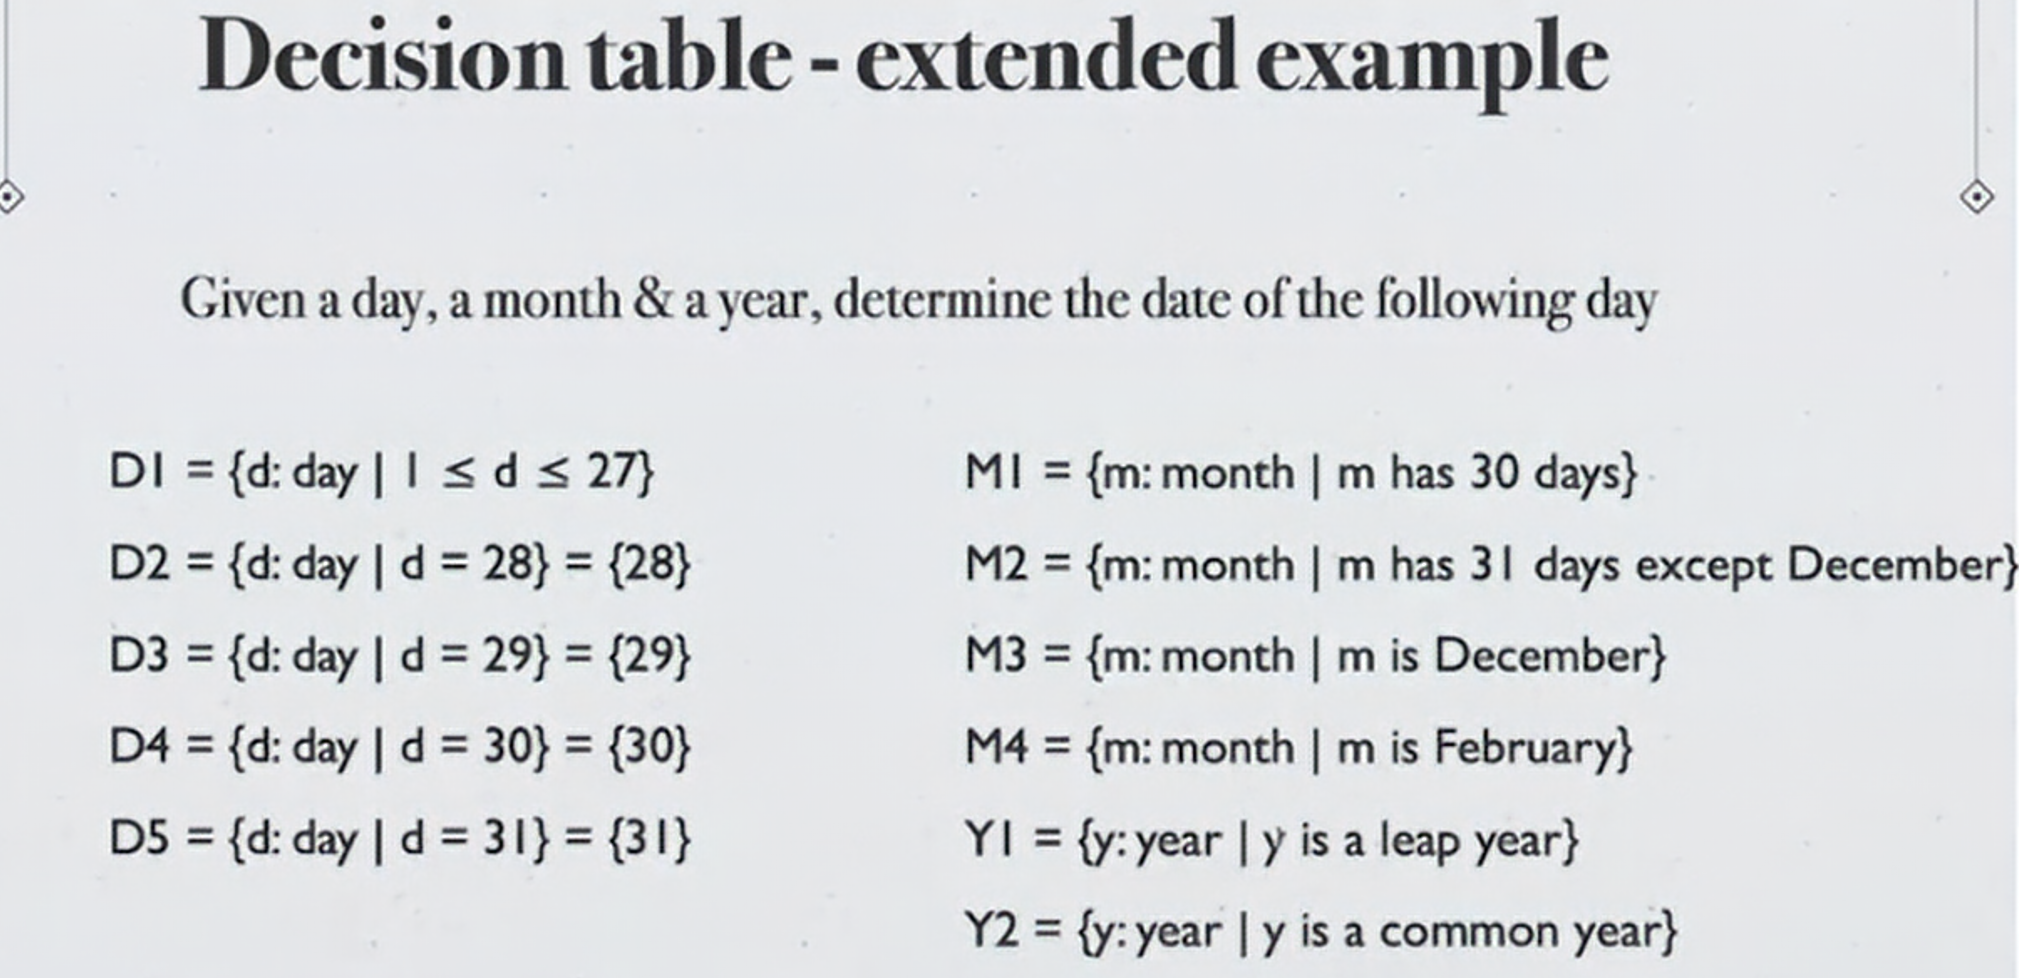 Decision table - extended example
Given a day, a month & a year, determine the date of the following day
D1 = {d: day | 1 ≤ d ≤ 27}
D2 = {d: day | d = 28} = {28}
D3 = {d: day | d = 29} = {29}
D4 = {d: day | d = 30} = {30}
D5 = {d: day | d = 31} = {31}
M1 = {m: month | m has 30 days}
M2 = {m: month | m has 31 days except December}
M3 = {m: month | m is December}
M4 = {m: month | m is February}
Y1 = {y: year | y is a leap year}
Y2 = {y: year | y is a common year}